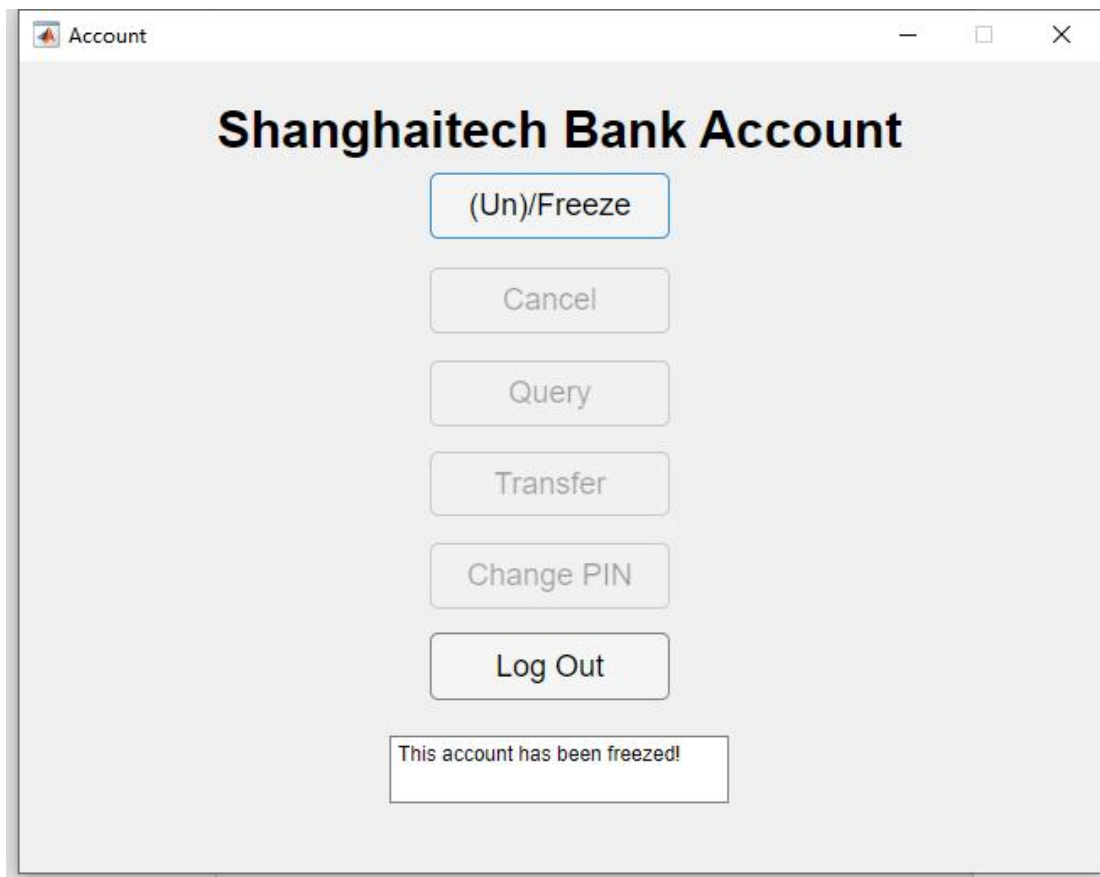 Account
Shanghaitech Bank Account
(Un)/Freeze
Cancel
Query
Transfer
Change PIN
Log Out
This account has been freezed!